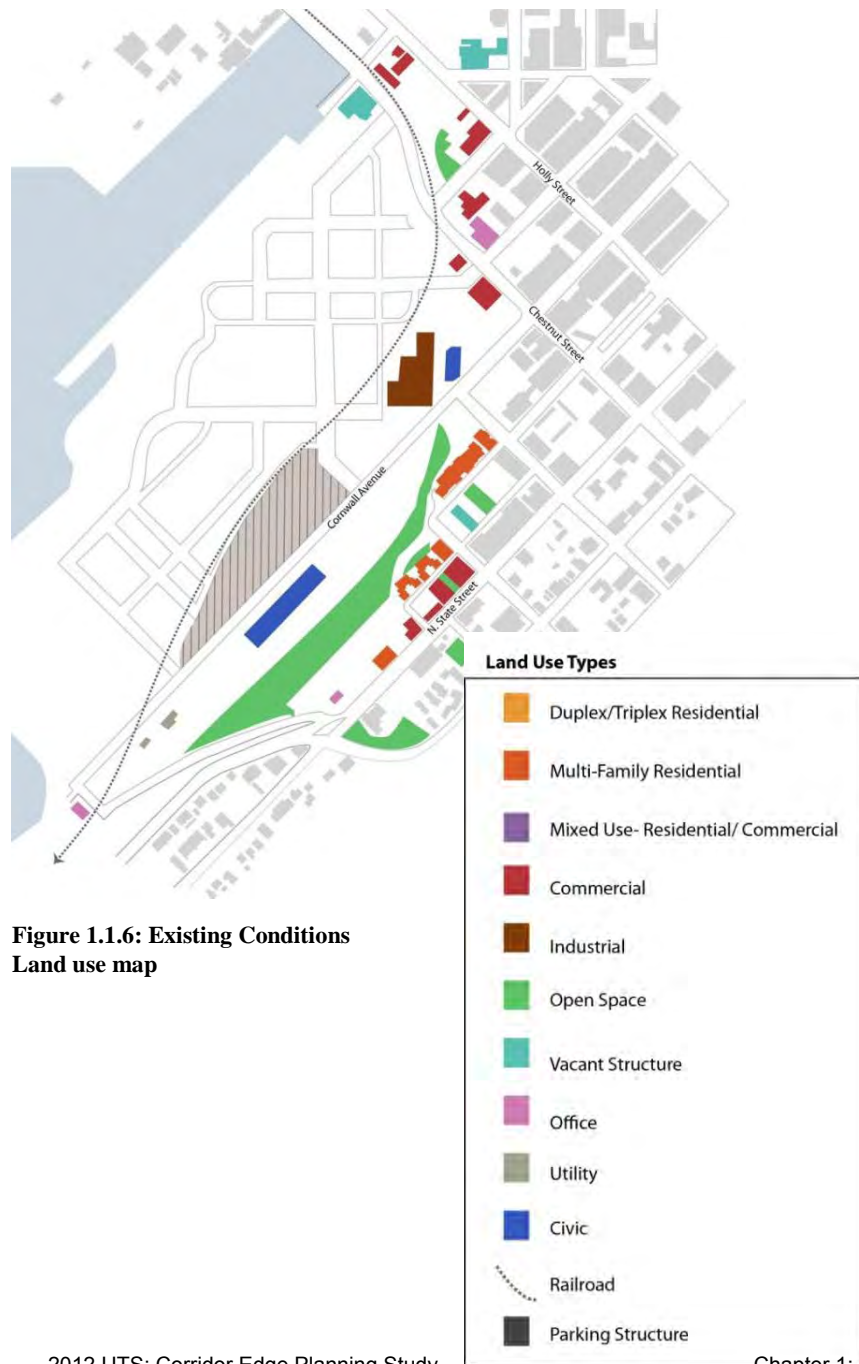 Holly Street
Chestnut Street
Cornwall Avenue
N. State Street
Land Use Types
Duplex/Triplex Residential
Multi-Family Residential
Mixed Use- Residential/ Commercial
Commercial
Industrial
Open Space
Vacant Structure
Office
Utility
Civic
Railroad
Parking Structure
Figure 1.1.6: Existing Conditions
Land use map
2012 UTS: Corridor Edge Planning Study
Chapter 1: